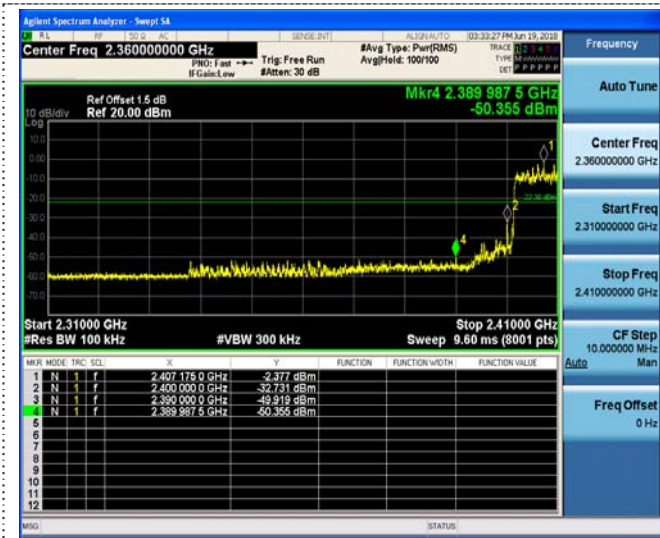 Agilent Spectrum Analyzer - Swept SA
RL RF 50 Ω AC SENSE:INT ALIGNAUTO 03:33:27 PM Jun 19, 2018
Center Freq 2.360000000 GHz
PNO: Fast
IFGain:Low
Trig: Free Run
#Atten: 30 dB
#Avg Type: Pwr(RMS)
Avg|Hold: 100/100
TRACE 1 2 3 4 5 6
TYPE
DET P P P P P P
Mkr4 2.389 987 5 GHz
-50.355 dBm
Ref Offset 1.5 dB
Ref 20.00 dBm
10 dB/div
Log
10.0
0.00
-10.0
-20.0
-30.0
-40.0
-50.0
-60.0
-70.0
1
2
4
Start 2.31000 GHz
Stop 2.41000 GHz
#Res BW 100 kHz
#VBW 300 kHz
Sweep 9.60 ms (8001 pts)
MKR MODE TRC SCL X Y FUNCTION FUNCTION WIDTH FUNCTION VALUE
1 N 1 f 2.407 175 0 GHz -2.377 dBm
2 N 1 f 2.400 000 0 GHz -32.731 dBm
3 N 1 f 2.390 000 0 GHz -49.919 dBm
4 N 1 f 2.389 987 5 GHz -50.355 dBm
5
6
7
8
9
10
11
12
MSG
STATUS
Frequency
Auto Tune
Center Freq
2.360000000 GHz
Start Freq
2.310000000 GHz
Stop Freq
2.410000000 GHz
CF Step
10.000000 MHz
Auto Man
Freq Offset
0 Hz